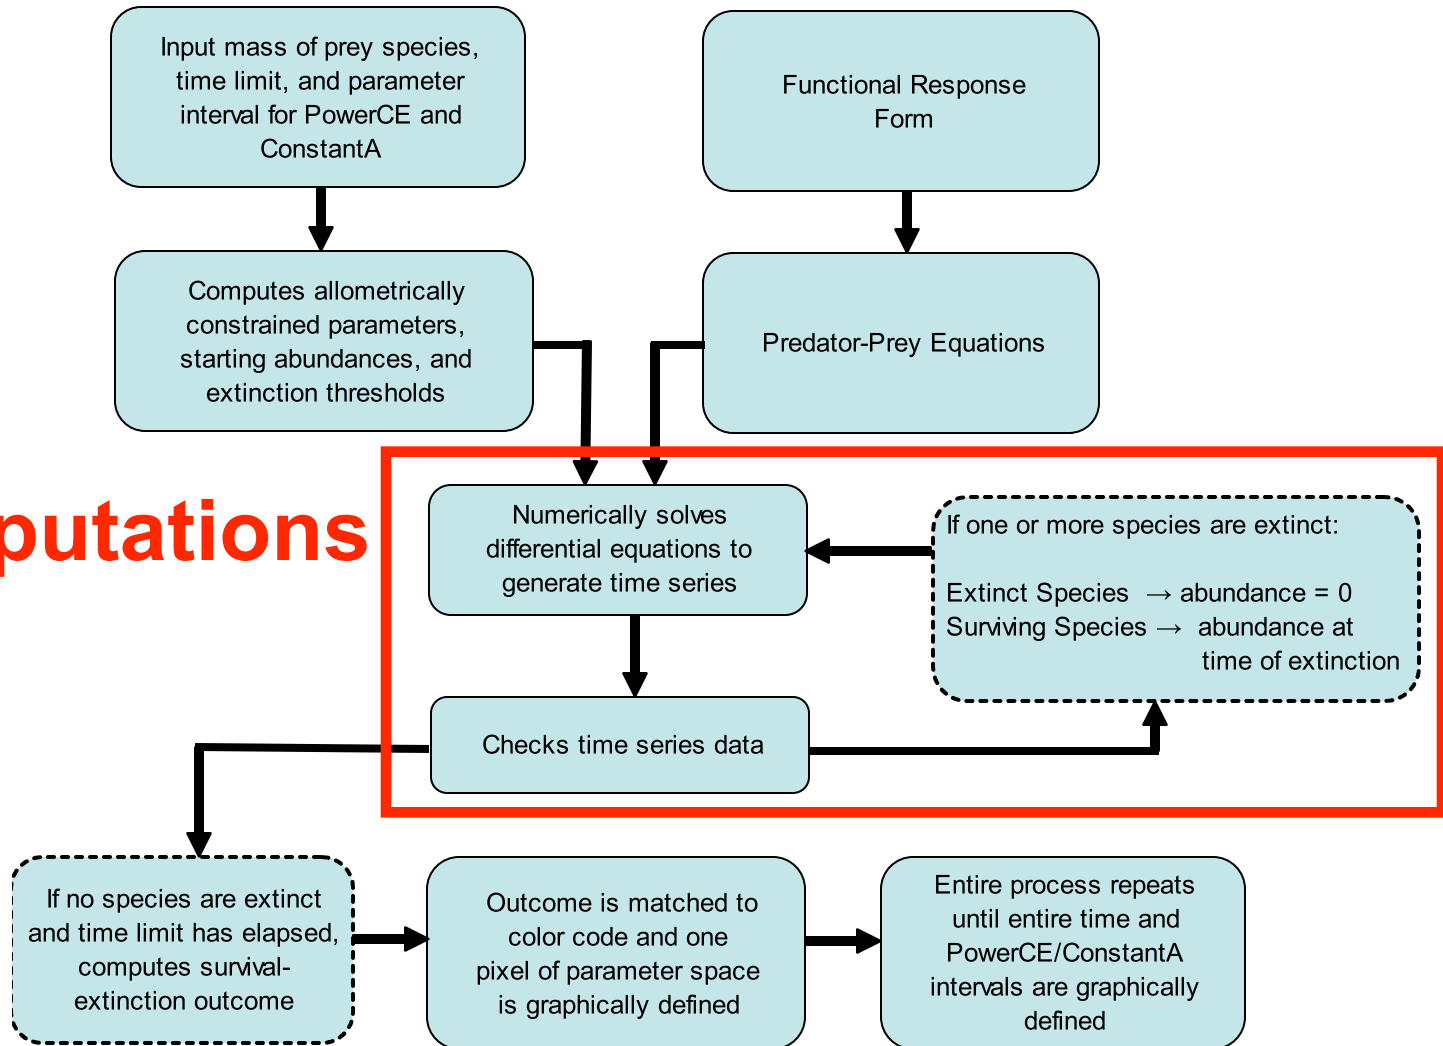 Input mass of prey species,
time limit, and parameter
interval for PowerCE and
ConstantA
Functional Response
Form
Computes allometrically
constrained parameters,
starting abundances, and
extinction thresholds
Predator-Prey Equations
putations
Numerically solves
differential equations to
generate time series
If one or more species are extinct:
Extinct Species → abundance = 0
Surviving Species → abundance at
time of extinction
Checks time series data
If no species are extinct
and time limit has elapsed,
computes survival-
extinction outcome
Outcome is matched to
color code and one
pixel of parameter space
is graphically defined
Entire process repeats
until entire time and
PowerCE/ConstantA
intervals are graphically
defined